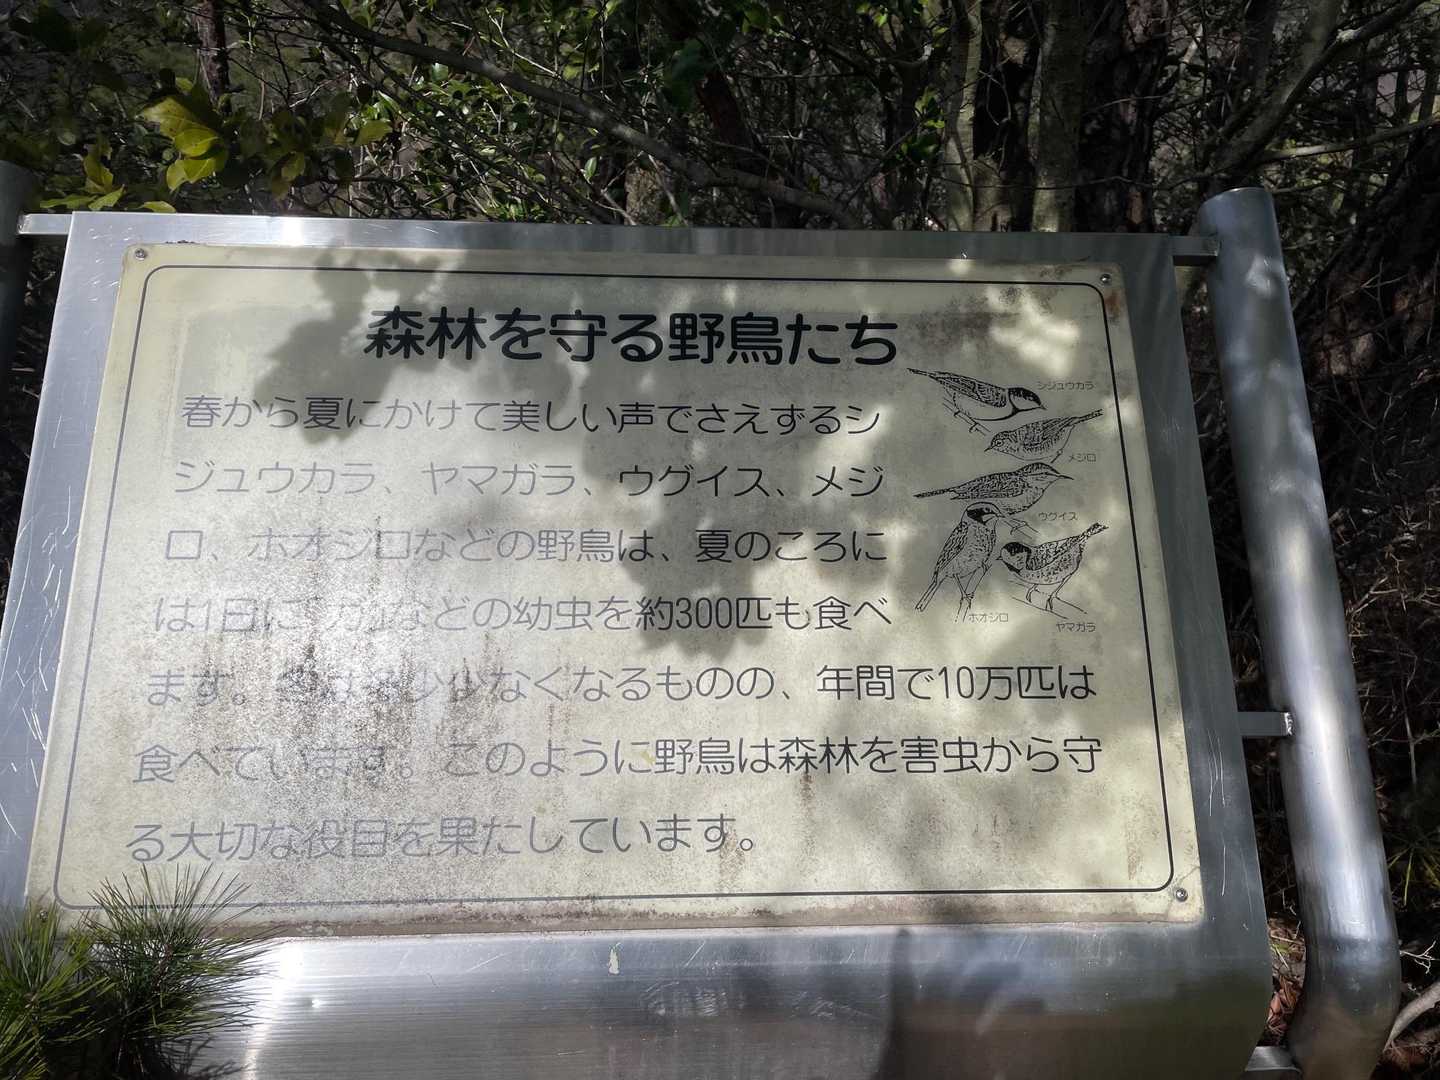 森林を守る野鳥たち
春から夏にかけて美しい声でさえずるシ
ジュウカラ、ヤマガラ、ウグイス、メジ
ロ、ホオジロなどの野鳥は、夏のころに
は1日に などの幼虫を約300匹も食べ
ます。 少なくなるものの、年間で10万匹は
食べています。このように野鳥は森林を害虫から守
る大切な役目を果たしています。
シジュウカラ
メジロ
ウグイス
ホオジロ
ヤマガラ